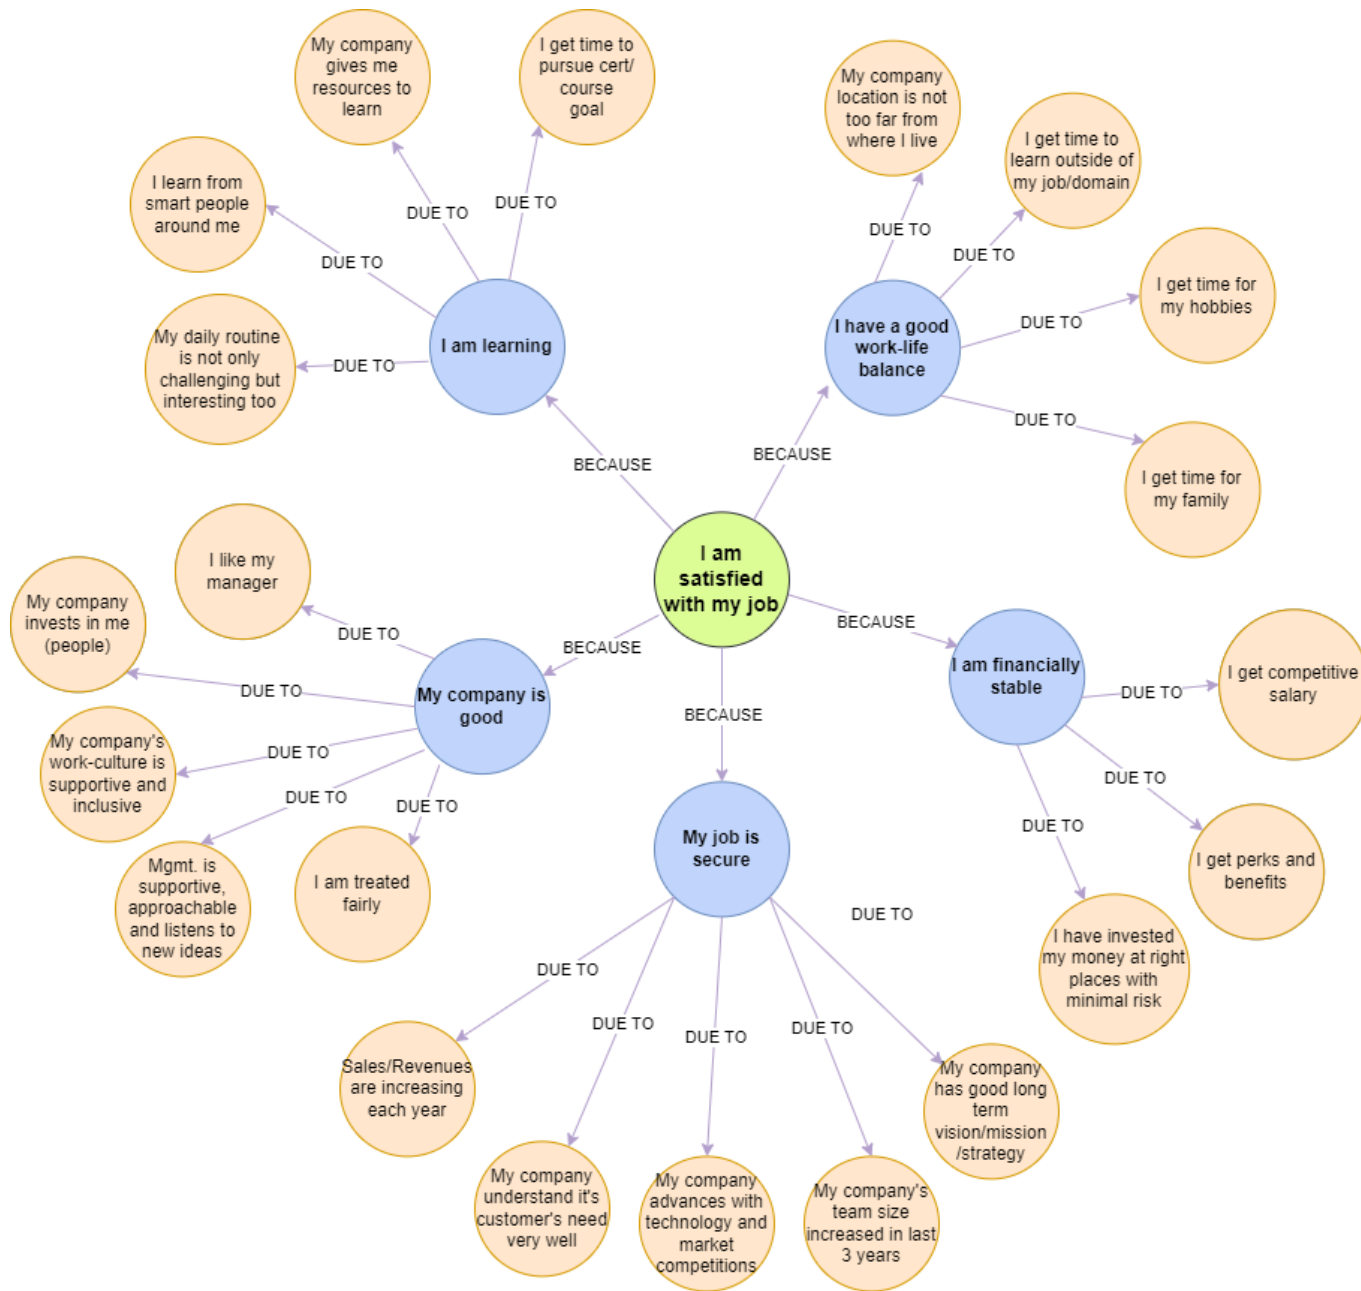 My company
gives me
resources to
learn
I get time to
pursue cert/
course
goal
My company
location is not
too far from
where I live
I get time to
learn outside of
my job/domain
I learn from
smart people
around me
DUE TO
DUE TO
DUE TO
DUE TO
DUE TO
I get time for
my hobbies
My daily routine
is not only
challenging but
interesting too
DUE TO
I am learning
I have a good
work-life
balance
DUE TO
DUE TO
I get time for
my family
BECAUSE
BECAUSE
I like my
manager
I am
satisfied
with my job
My company
invests in me
(people)
DUE TO
BECAUSE
BECAUSE
I am financially
stable
I get competitive
salary
DUE TO
My company is
good
DUE TO
BECAUSE
My company's
work-culture is
supportive and
inclusive
DUE TO
DUE TO
DUE TO
DUE TO
DUE TO
My job is
secure
I get perks and
benefits
Mgmt. is
supportive,
approachable
and listens to
new ideas
I am treated
fairly
DUE TO
I have invested
my money at right
places with
minimal risk
DUE TO
DUE TO
DUE TO
DUE TO
Sales/Revenues
are increasing
each year
My company
has good long
term
vision/mission
/strategy
My company
understand it's
customer's need
very well
My company
advances with
technology and
market
competitions
My company's
team size
increased in last
3 years